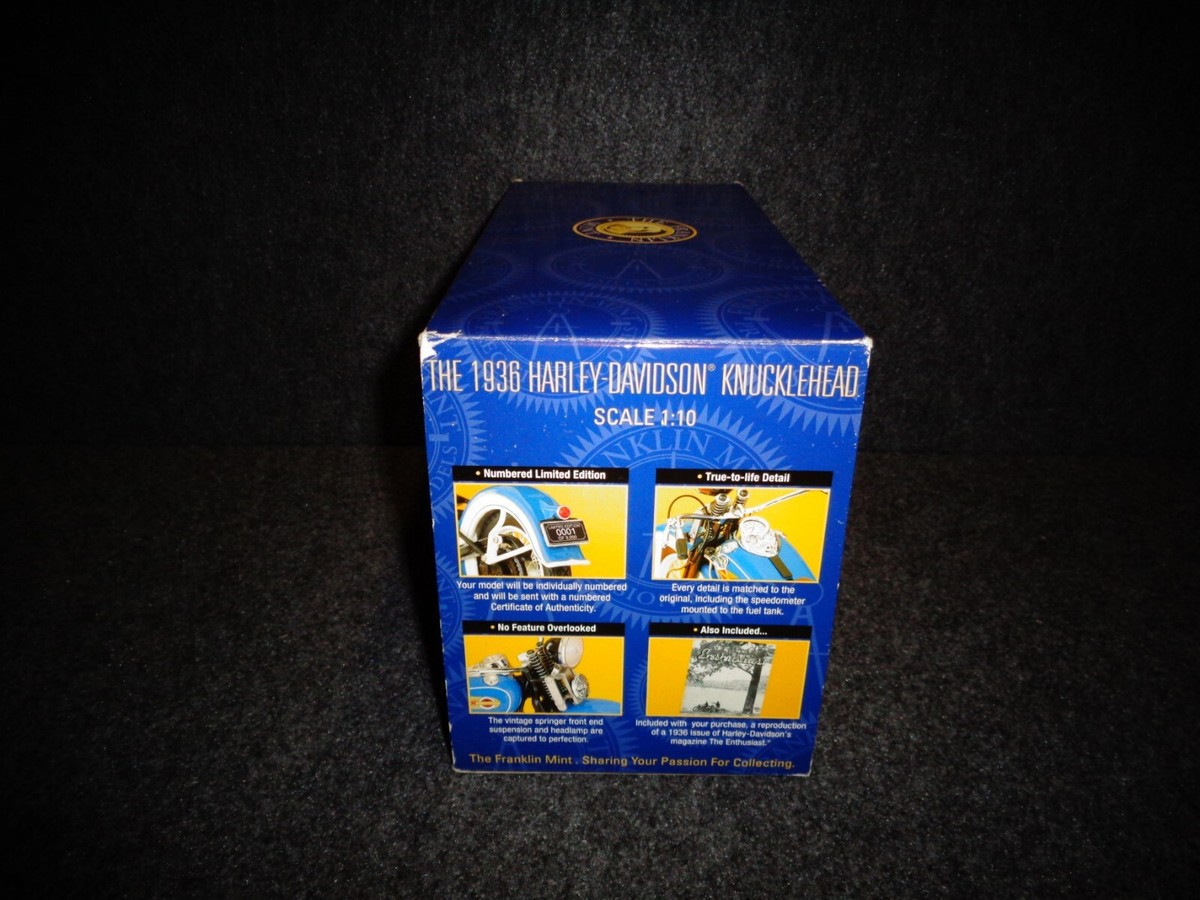 THE 1936 HARLEY-DAVIDSON® KNUCKLEHEAD
SCALE 1:10
• Numbered Limited Edition
LIMITED EDITION
0001
Your model will be individually numbered
and will be sent with a numbered
Certificate of Authenticity.
• True-to-life Detail
Every detail is matched to the
original, including the speedometer
mounted to the fuel tank.
• No Feature Overlooked
The vintage springer front end
suspension and headlamp are
captured to perfection.
• Also Included...
Included with your purchase, a reproduction
of a 1936 issue of Harley-Davidson's
magazine The Enthusiast.
The Franklin Mint. Sharing Your Passion For Collecting.